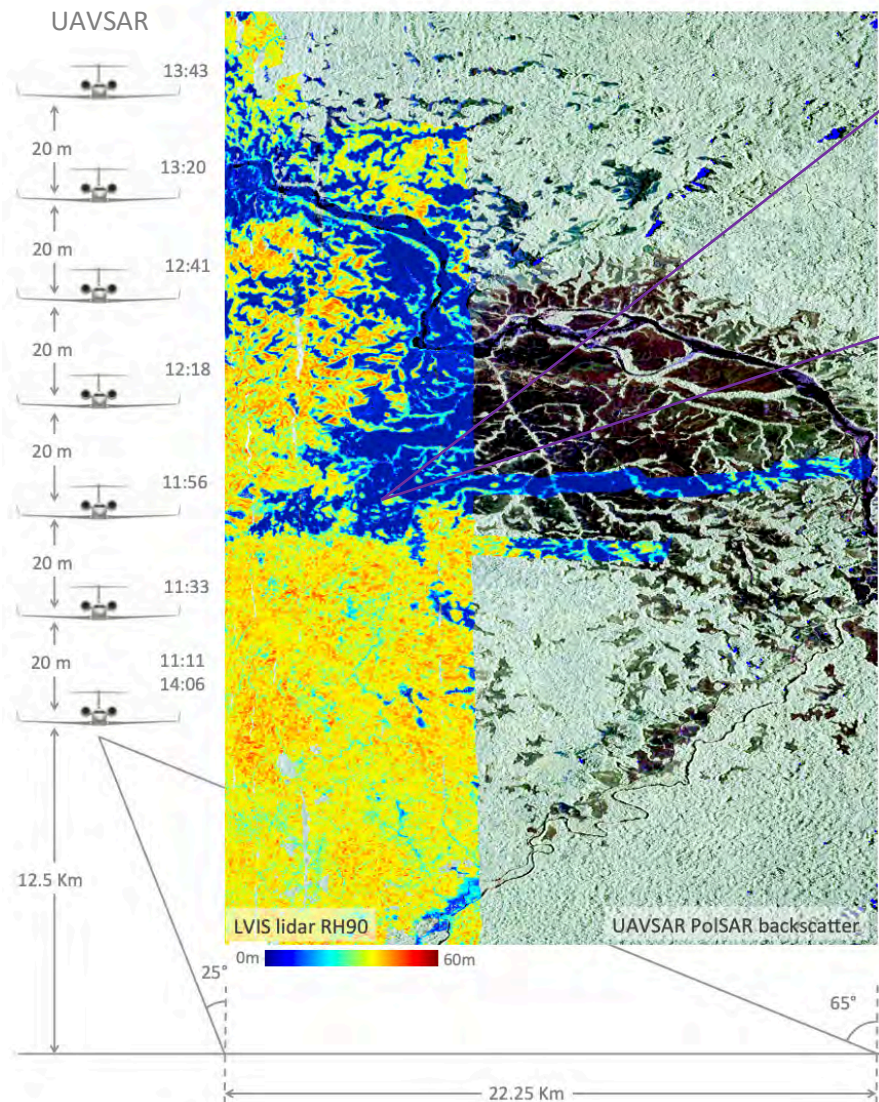 UAVSAR
13:43
20 m
13:20
20 m
12:41
20 m
12:18
20 m
11:56
20 m
11:33
20 m
11:11
14:06
12.5 Km
LVIS lidar RH90
UAVSAR PolSAR backscatter
0m
60m
25°
65°
22.25 Km